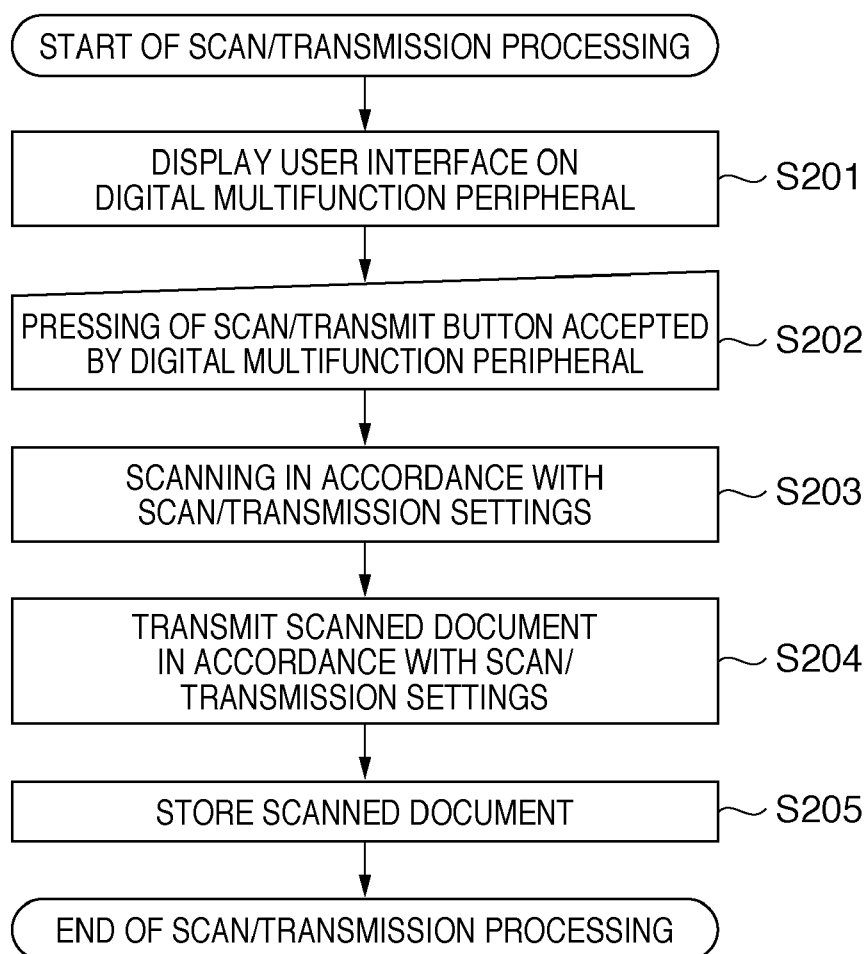 START OF SCAN/TRANSMISSION PROCESSING
DISPLAY USER INTERFACE ON
DIGITAL MULTIFUNCTION PERIPHERAL
S201
PRESSING OF SCAN/TRANSMIT BUTTON ACCEPTED
BY DIGITAL MULTIFUNCTION PERIPHERAL
S202
SCANNING IN ACCORDANCE WITH
SCAN/TRANSMISSION SETTINGS
S203
TRANSMIT SCANNED DOCUMENT
IN ACCORDANCE WITH SCAN/
TRANSMISSION SETTINGS
S204
STORE SCANNED DOCUMENT
S205
END OF SCAN/TRANSMISSION PROCESSING